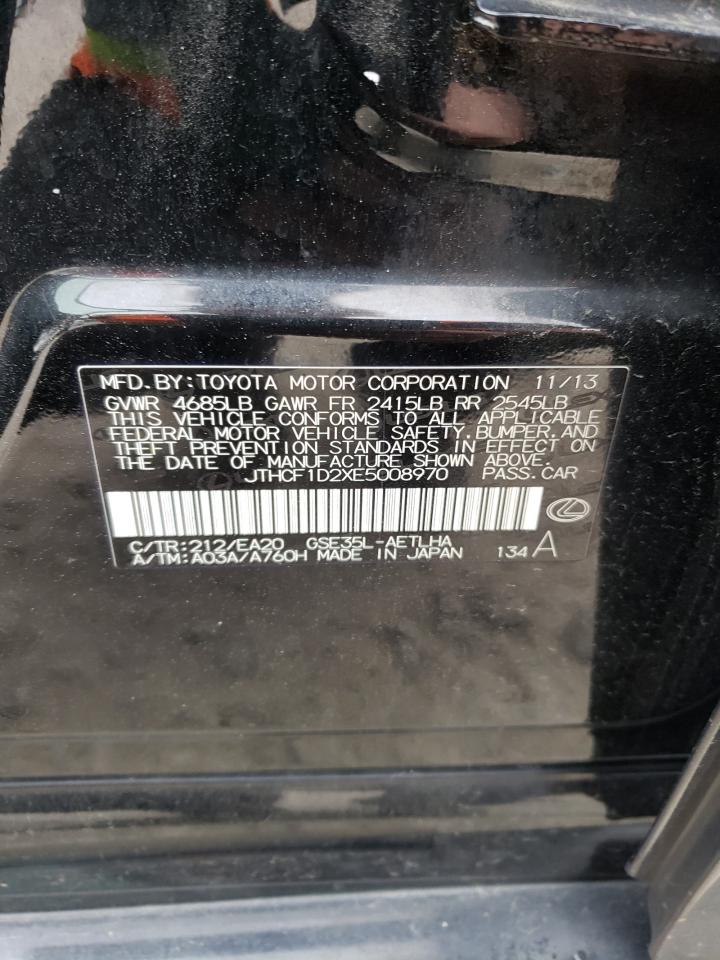 MFD. BY: TOYOTA MOTOR CORPORATION 11/13
GVWR 4685LB GAWR FR 2415LB RR 2545LB
THIS VEHICLE CONFORMS TO ALL APPLICABLE
FEDERAL MOTOR VEHICLE SAFETY, BUMPER, AND
THEFT PREVENTION STANDARDS IN EFFECT ON
THE DATE OF MANUFACTURE SHOWN ABOVE.
JTHCF1D2XE5008970 PASS. CAR
C/TR: 212/EA20 GSE35L-AETLHA
A/TM: A03A/A760H MADE IN JAPAN 134 A